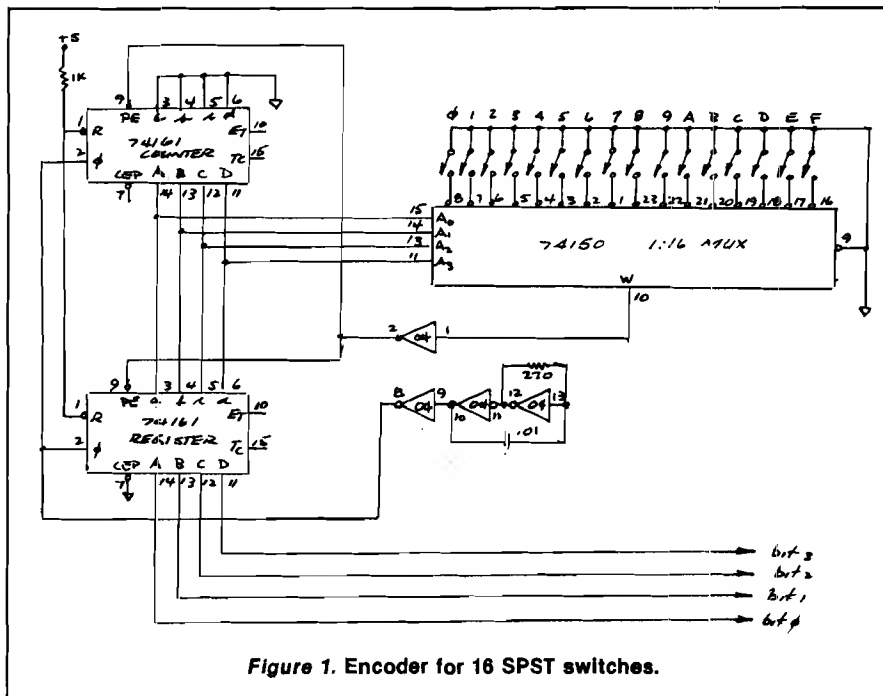 +5
1K
9 3 4 5 6
PE a b c d
1 R ET 10
74161
2 φ COUNTER TC 15
CEP A B C D
7 14 13 12 11
φ 1 2 3 4 5 6 7 8 9 A B C D E F
8 7 6 5 4 3 2 1 23 22 21 20 19 18 17 16
15 A0
14 A1
13 A2
11 A3
74150 1:16 MUX
9
W
10
2 04 1
270
8 04 9 10 04 11 12 04 13
.01
9 3 4 5 6
PE a b c d
1 R ET 10
74161
2 φ REGISTER TC 15
CEP A B C D
7 14 13 12 11
bit 3
bit 2
Bit 1
bit φ
Figure 1. Encoder for 16 SPST switches.